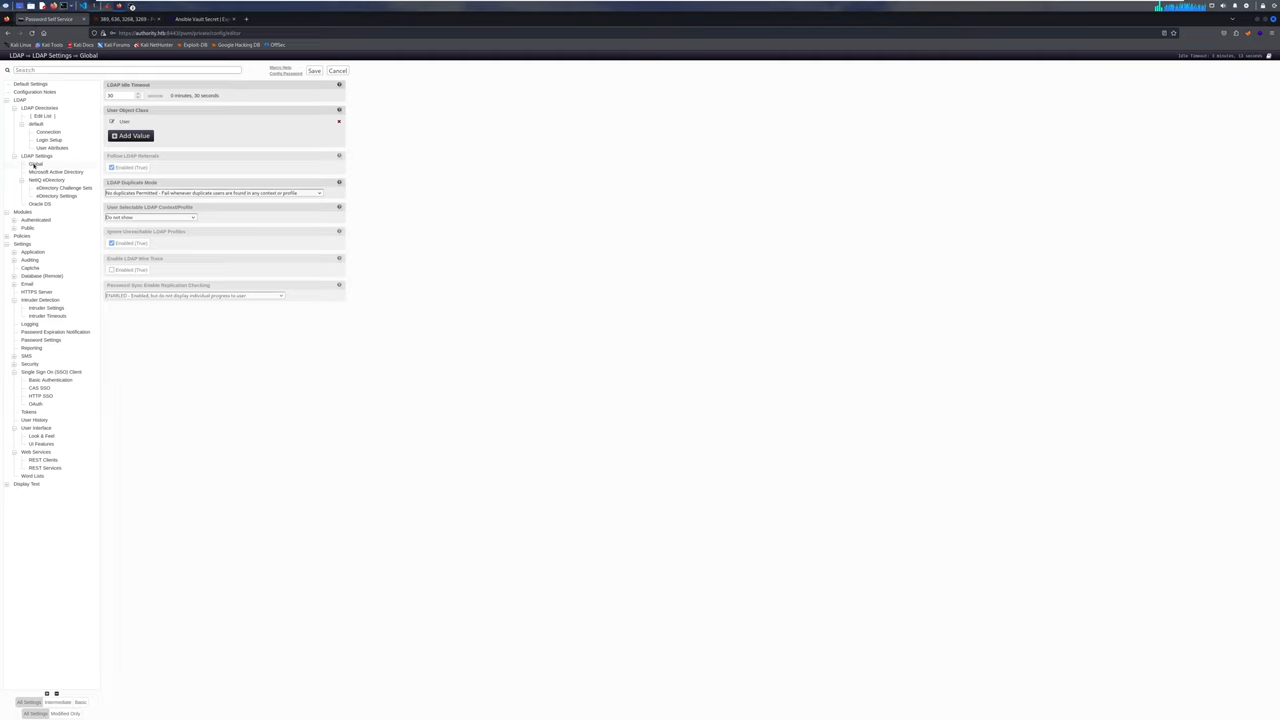 Password Self Service
389, 636, 3268, 3269 - P
Ansible Vault Secret | Exp
https://authority.htb:8443/pwm/private/config/editor
Kali Linux Kali Tools Kali Docs Kali Forums Kali NetHunter Exploit-DB Google Hacking DB OffSec
LDAP ⇨ LDAP Settings ⇨ Global
Search
Macro Help
Config Password
Save
Cancel
Default Settings
Configuration Notes
LDAP
LDAP Directories
[ Edit List ]
default
Connection
Login Setup
User Attributes
LDAP Settings
Global
Microsoft Active Directory
NetIQ eDirectory
eDirectory Challenge Sets
eDirectory Settings
Oracle DS
Modules
Authenticated
Public
Policies
Settings
Application
Auditing
Captcha
Database (Remote)
Email
HTTPS Server
Intruder Detection
Intruder Settings
Intruder Timeouts
Logging
Password Expiration Notification
Password Settings
Reporting
SMS
Security
Single Sign On (SSO) Client
Basic Authentication
CAS SSO
HTTP SSO
OAuth
Tokens
User History
User Interface
Look & Feel
UI Features
Web Services
REST Clients
REST Services
Word Lists
Display Text
All Settings Intermediate Basic
All Settings Modified Only
LDAP Idle Timeout
30 seconds 0 minutes, 30 seconds
User Object Class
User
Add Value
Follow LDAP Referrals
Enabled (True)
LDAP Duplicate Mode
No duplicates Permitted - Fail whenever duplicate users are found in any context or profile
User Selectable LDAP Context/Profile
Do not show
Ignore Unreachable LDAP Profiles
Enabled (True)
Enable LDAP Wire Trace
Enabled (True)
Password Sync Enable Replication Checking
ENABLED - Enabled, but do not display individual progress to user